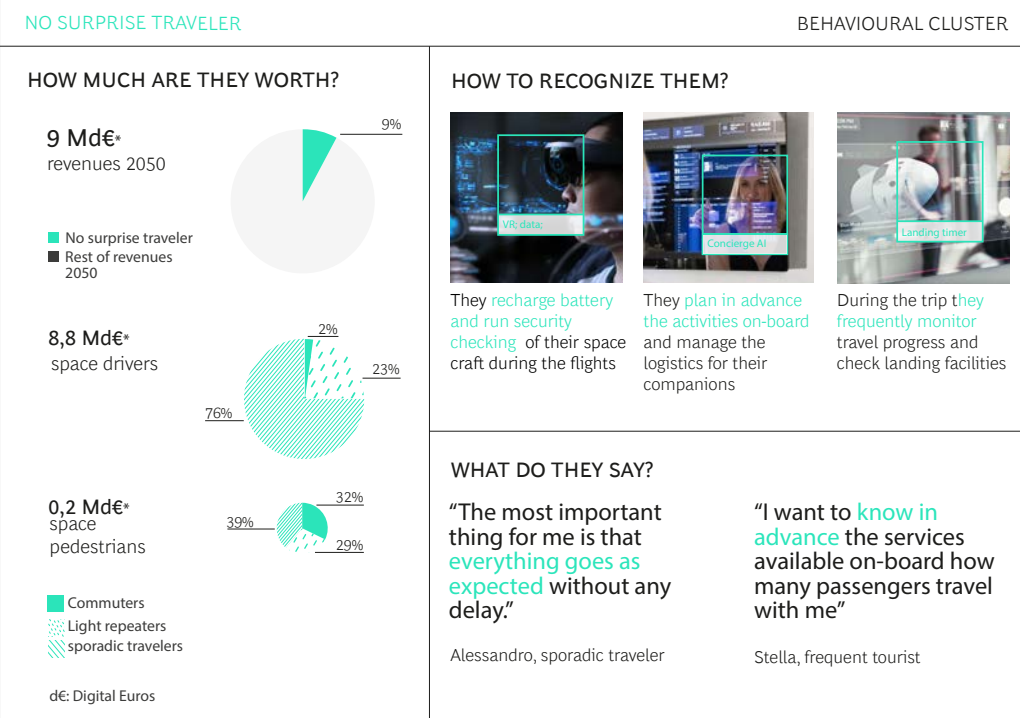 NO SURPRISE TRAVELER
BEHAVIOURAL CLUSTER
HOW MUCH ARE THEY WORTH?
9 Md€*
revenues 2050
9%
No surprise traveler
Rest of revenues
2050
8,8 Md€*
space drivers
2%
23%
76%
0,2 Md€*
space
pedestrians
32%
39%
29%
Commuters
Light repeaters
sporadic travelers
d€: Digital Euros
HOW TO RECOGNIZE THEM?
VR; data;
They recharge battery
and run security
checking of their space
craft during the flights
Concierge AI
They plan in advance
the activities on-board
and manage the
logistics for their
companions
Landing timer
During the trip they
frequently monitor
travel progress and
check landing facilities
WHAT DO THEY SAY?
“The most important
thing for me is that
everything goes as
expected without any
delay.”
Alessandro, sporadic traveler
“I want to know in
advance the services
available on-board how
many passengers travel
with me”
Stella, frequent tourist